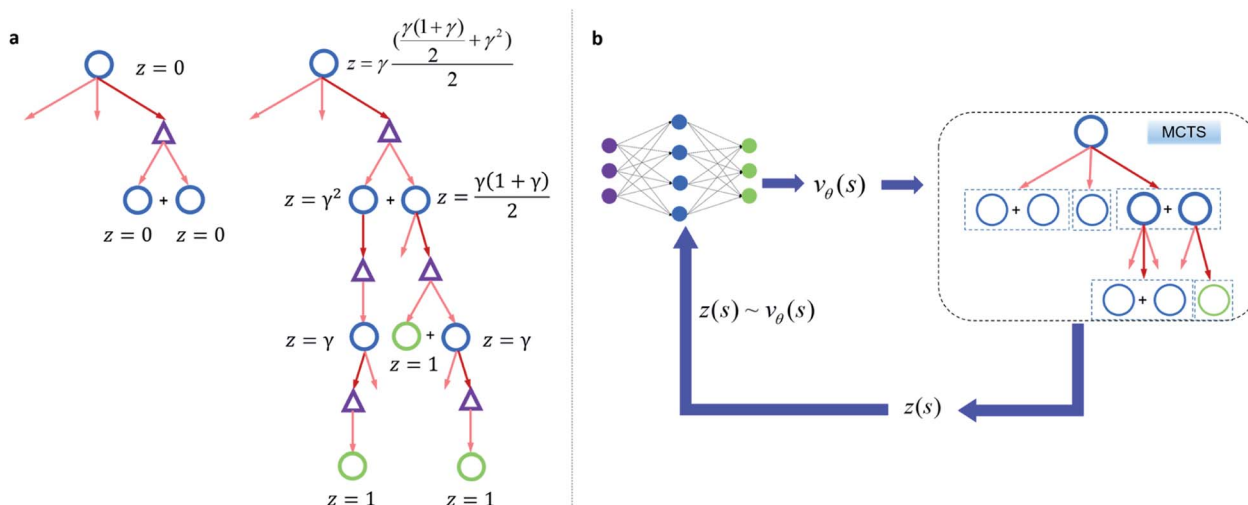 a
z = 0
z = 0
+
z = 0
z = γ ((γ(1 + γ))/2 + γ²)/2
z = γ²
+
z = (γ(1 + γ))/2
z = γ
+
z = γ
z = 1
z = 1
z = 1
b
v_θ(s)
MCTS
+
+
+
z(s) ~ v_θ(s)
z(s)